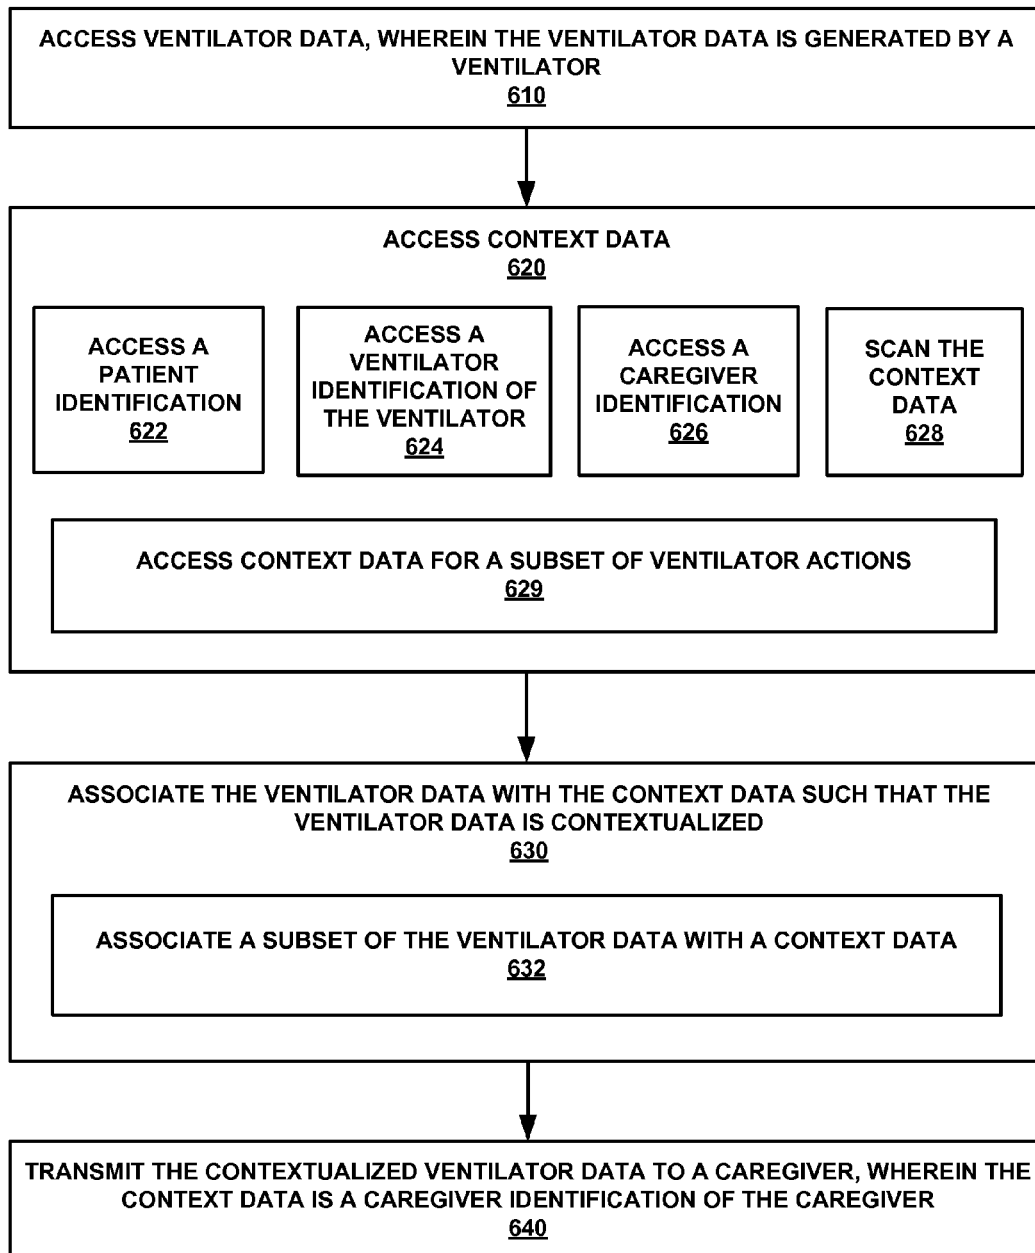 ACCESS VENTILATOR DATA, WHEREIN THE VENTILATOR DATA IS GENERATED BY A
VENTILATOR
610
ACCESS CONTEXT DATA
620
ACCESS A
PATIENT
IDENTIFICATION
622
ACCESS A
VENTILATOR
IDENTIFICATION OF
THE VENTILATOR
624
ACCESS A
CAREGIVER
IDENTIFICATION
626
SCAN THE
CONTEXT
DATA
628
ACCESS CONTEXT DATA FOR A SUBSET OF VENTILATOR ACTIONS
629
ASSOCIATE THE VENTILATOR DATA WITH THE CONTEXT DATA SUCH THAT THE
VENTILATOR DATA IS CONTEXTUALIZED
630
ASSOCIATE A SUBSET OF THE VENTILATOR DATA WITH A CONTEXT DATA
632
TRANSMIT THE CONTEXTUALIZED VENTILATOR DATA TO A CAREGIVER, WHEREIN THE
CONTEXT DATA IS A CAREGIVER IDENTIFICATION OF THE CAREGIVER
640